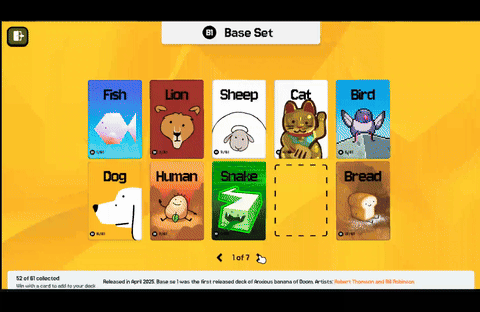 B1 Base Set
Fish Lion Sheep Cat Bird
Dog Human Snake Bread
1 of 7
52 of 61 collected
Win with a card to add to your deck
Released in April 2025. Base se 1 was the first released deck of Anxious banana of Doom. Artists: Robert Thomson and Bill Robinson.